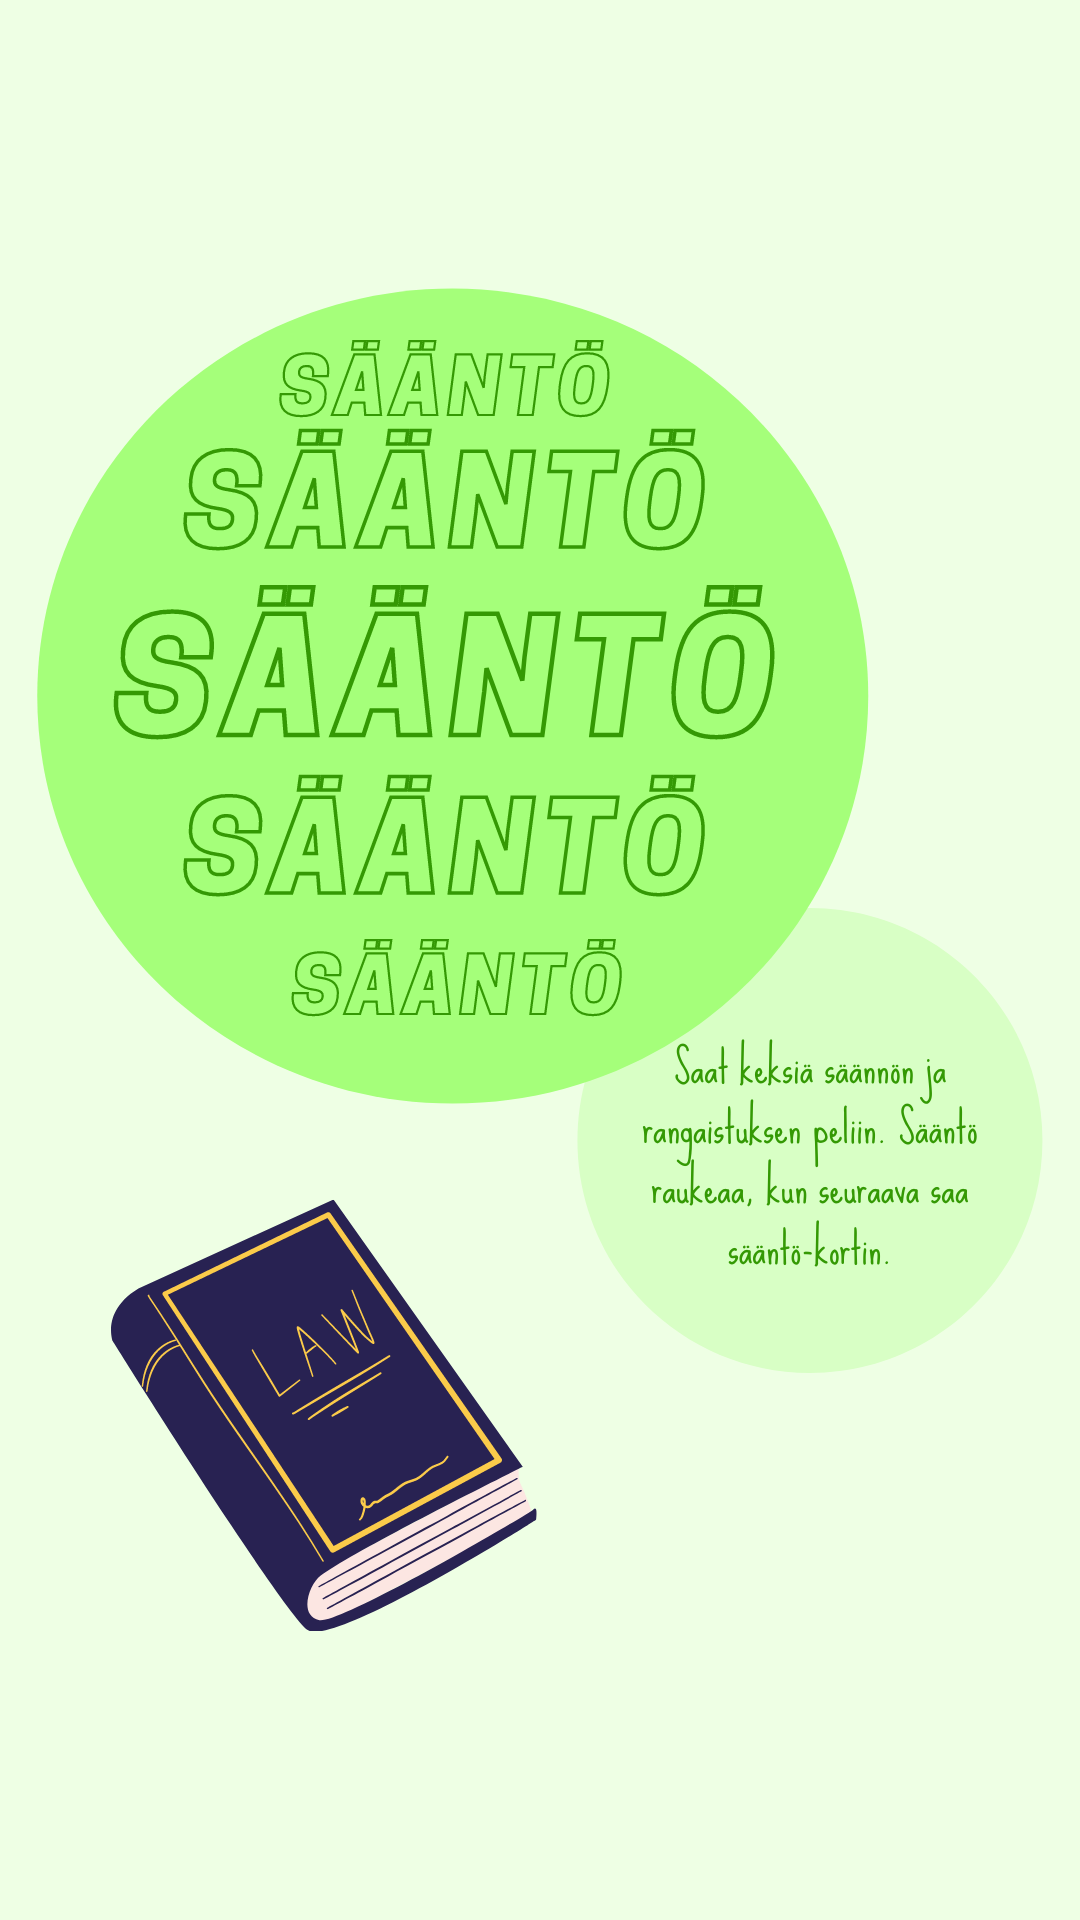 SÄÄNTÖ
SÄÄNTÖ
SÄÄNTÖ
SÄÄNTÖ
SÄÄNTÖ
Saat keksiä säännön ja
rangaistuksen peliin. Sääntö
raukeaa, kun seuraava saa
sääntö-kortin.
LAW